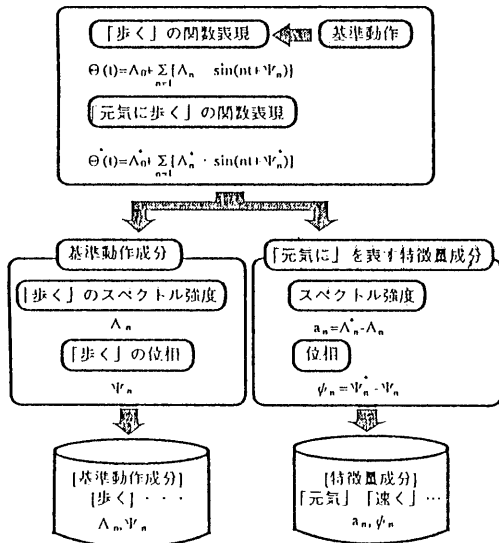 「歩く」の関数表現
基準動作
Θ(t)=Λ₀+Σ{Λₙ sin(nt+Ψₙ)}
n=1
「元気に歩く」の関数表現
Θ*(t)=Λ*₀+Σ{Λ*ₙ · sin(nt+Ψ*ₙ)}
n=1
基準動作成分
[歩く」のスペクトル強度
Λₙ
「歩く」の位相
Ψₙ
「元気に」を表す特徴量成分
スペクトル強度
aₙ=Λ*ₙ-Λₙ
位相
ψₙ=Ψ*ₙ-Ψₙ
[基準動作成分]
[歩く]・・・
Λₙ,Ψₙ
[特徴量成分]
「元気」「速く」…
aₙ,ψₙ